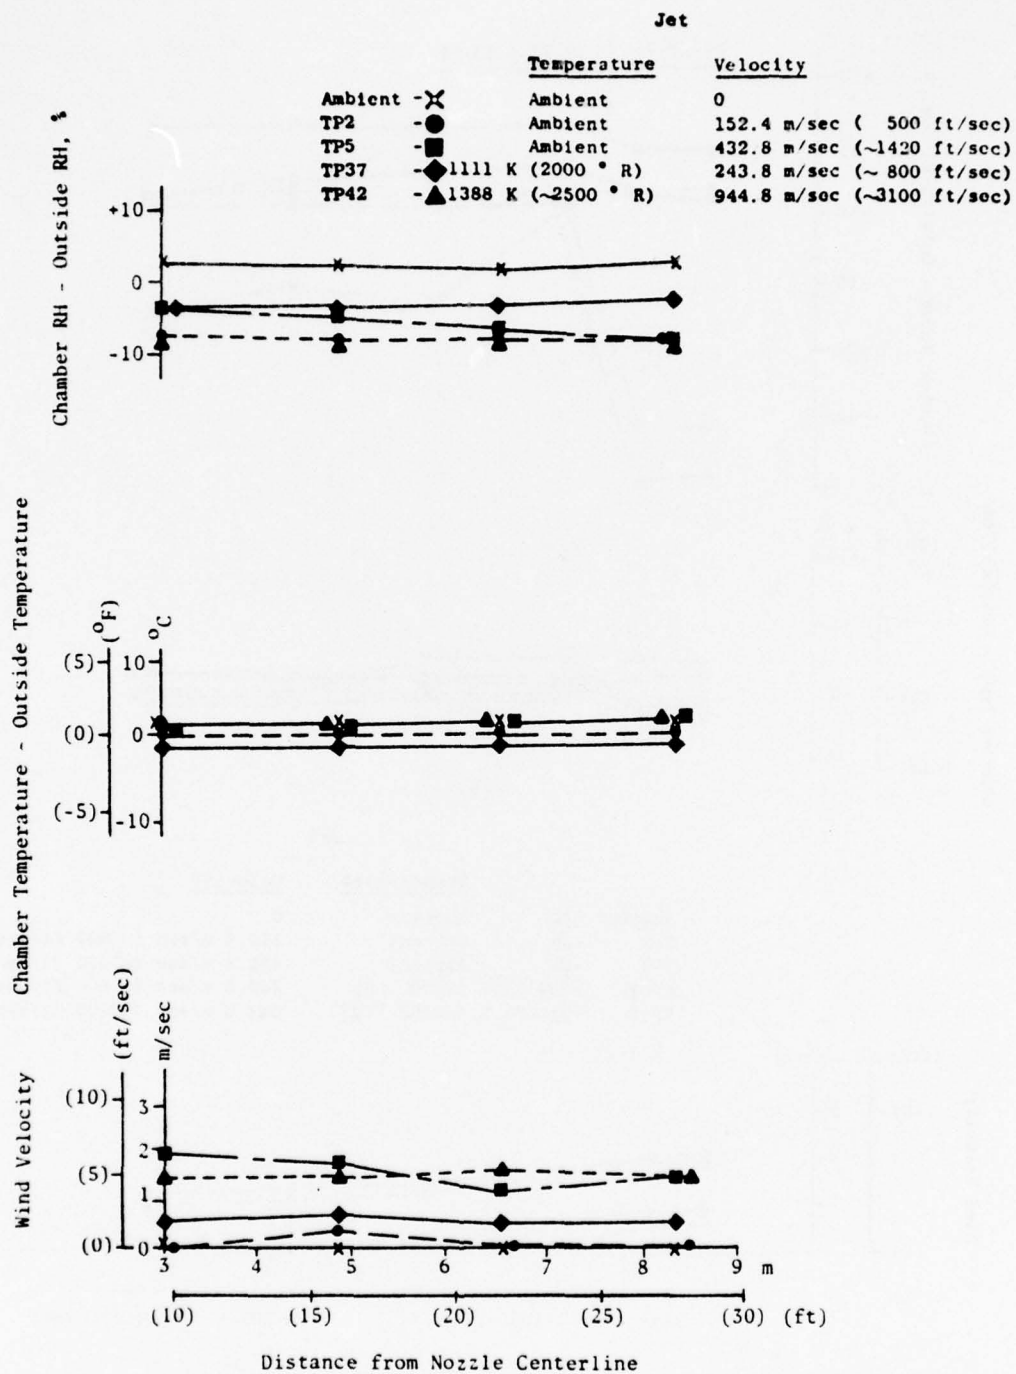 Jet
Temperature Velocity
Ambient - Ambient 0
TP2 - Ambient 152.4 m/sec ( 500 ft/sec)
TP5 - Ambient 432.8 m/sec (~1420 ft/sec)
TP37 - 1111 K (2000 ° R) 243.8 m/sec (~ 800 ft/sec)
TP42 - 1388 K (~2500 ° R) 944.8 m/sec (~3100 ft/sec)
Chamber RH - Outside RH, %
+10
0
-10
Chamber Temperature - Outside Temperature
(°F)
°C
(5) 10
(0) 0
(-5) -10
Wind Velocity
(ft/sec)
m/sec
(10)
3
2
(5)
1
(0) 0
3 4 5 6 7 8 9 m
(10) (15) (20) (25) (30) (ft)
Distance from Nozzle Centerline